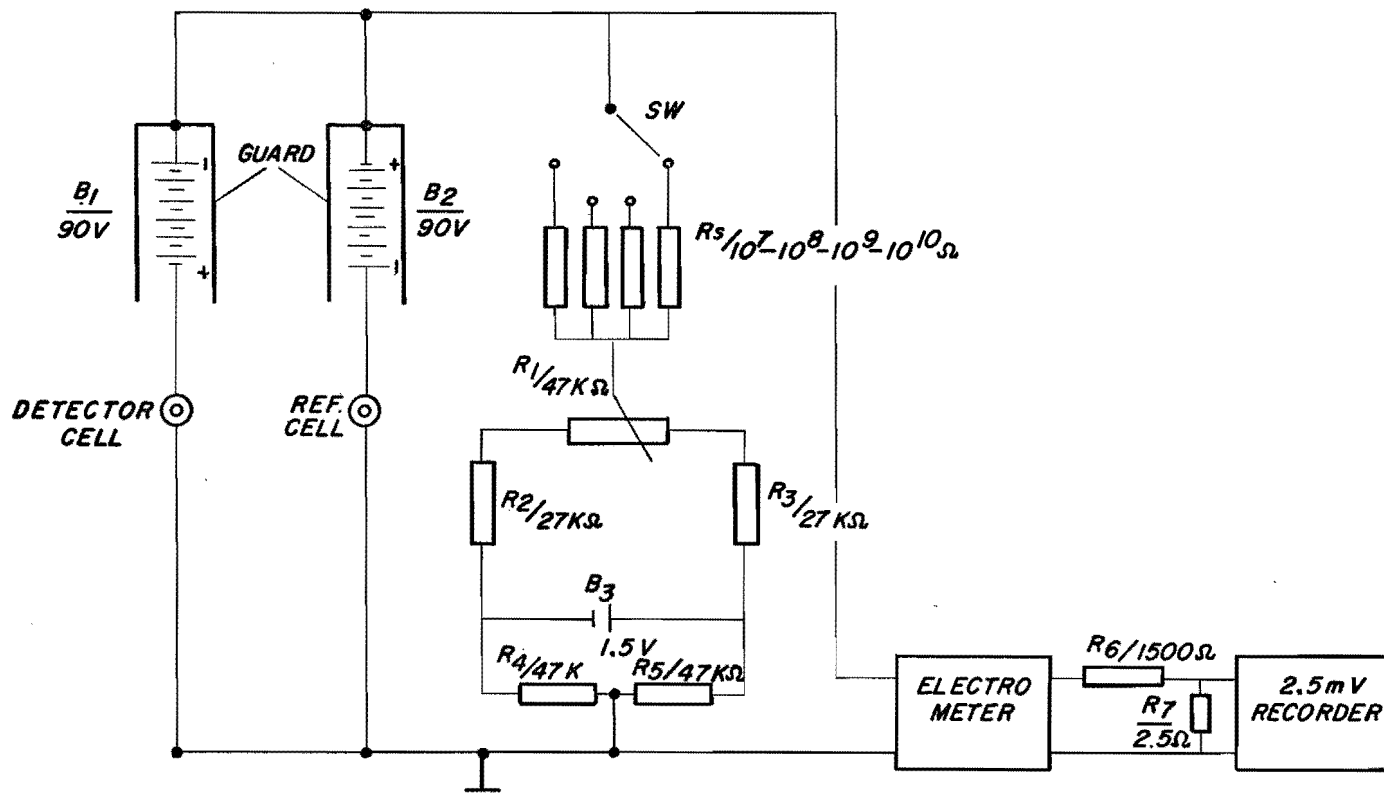 SW
GUARD
B1
90V
B2
90V
- + + -
Rs/10⁷-10⁸-10⁹-10¹⁰Ω
R1/47KΩ
DETECTOR
CELL
REF.
CELL
R2/27KΩ
R3/27KΩ
B3
1.5V
R4/47K
R5/47KΩ
ELECTRO
METER
R6/1500Ω
R7
2.5Ω
2.5mV
RECORDER